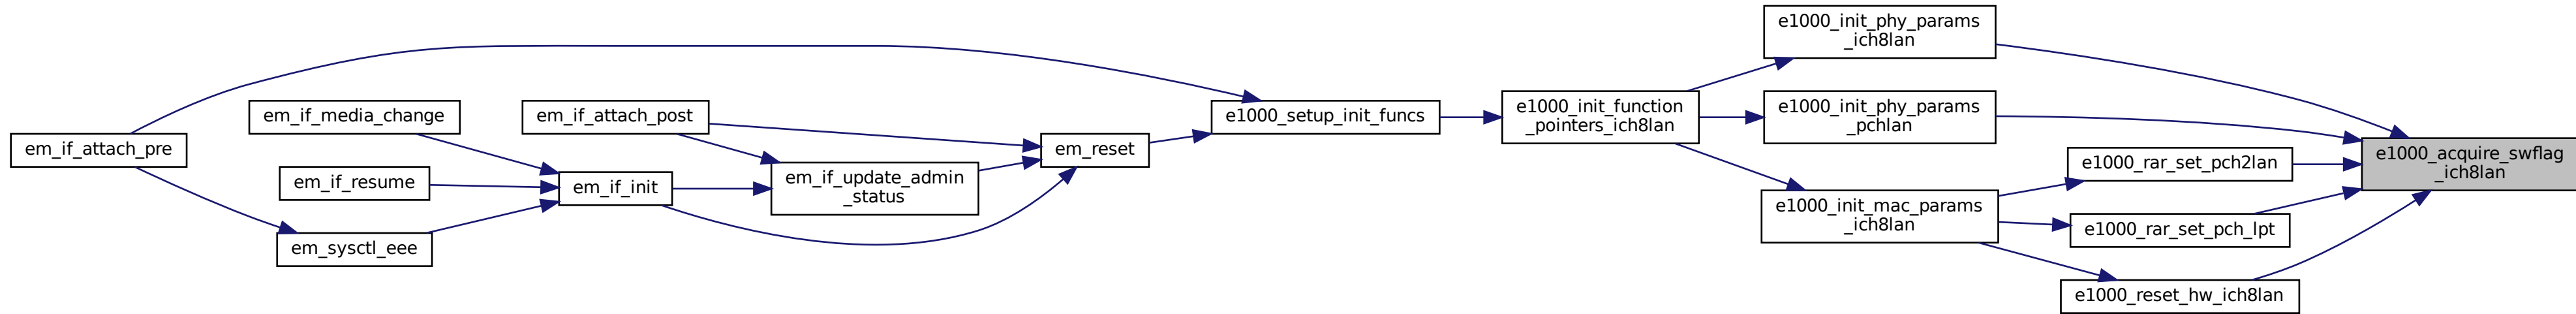 em_if_attach_pre
em_if_media_change
em_if_resume
em_sysctl_eee
em_if_attach_post
em_if_init
em_if_update_admin
_status
em_reset
e1000_setup_init_funcs
e1000_init_function
_pointers_ich8lan
e1000_init_phy_params
_ich8lan
e1000_init_phy_params
_pchlan
e1000_init_mac_params
_ich8lan
e1000_rar_set_pch2lan
e1000_rar_set_pch_lpt
e1000_reset_hw_ich8lan
e1000_acquire_swflag
_ich8lan